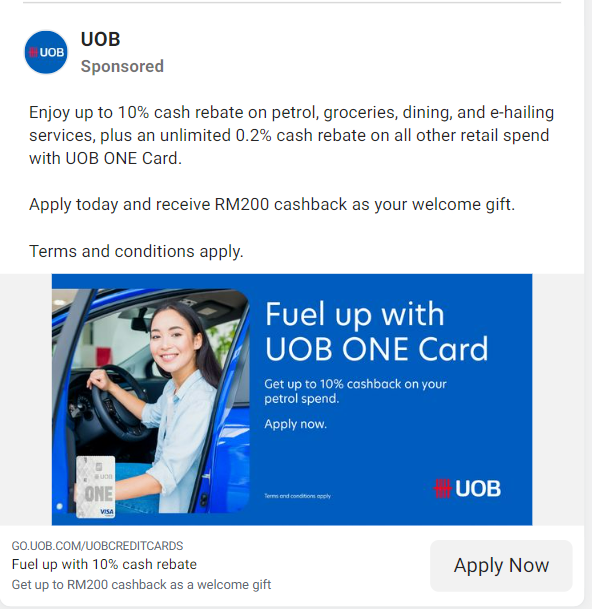 UOB
UOB
Sponsored
Enjoy up to 10% cash rebate on petrol, groceries, dining, and e-hailing
services, plus an unlimited 0.2% cash rebate on all other retail spend
with UOB ONE Card.
Apply today and receive RM200 cashback as your welcome gift.
Terms and conditions apply.
Fuel up with
UOB ONE Card
Get up to 10% cashback on your
petrol spend.
Apply now.
UOB
ONE
VISA
Terms and conditions apply
UOB
GO.UOB.COM/UOBCREDITCARDS
Fuel up with 10% cash rebate
Get up to RM200 cashback as a welcome gift
Apply Now